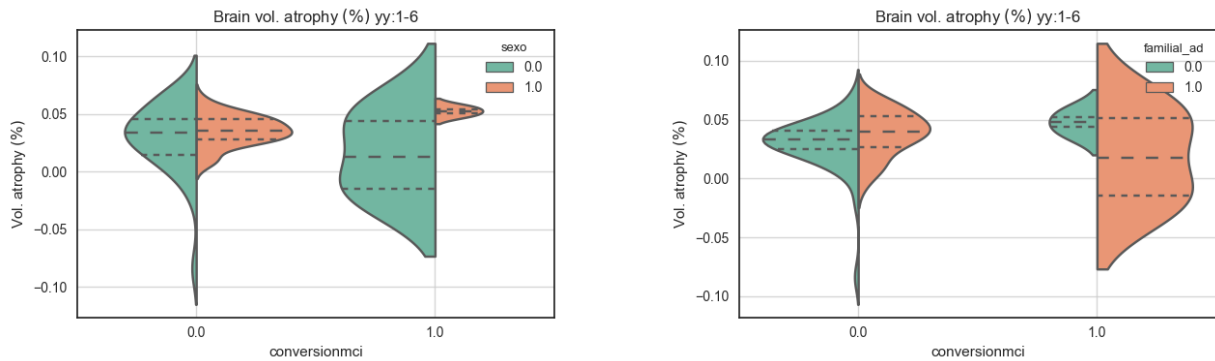 Brain vol. atrophy (%) yy:1-6
Vol. atrophy (%)
0.10
0.05
0.00
−0.05
−0.10
sexo
0.0
1.0
0.0
1.0
conversionmci
Brain vol. atrophy (%) yy:1-6
Vol. atrophy (%)
0.10
0.05
0.00
−0.05
−0.10
familial_ad
0.0
1.0
0.0
1.0
conversionmci